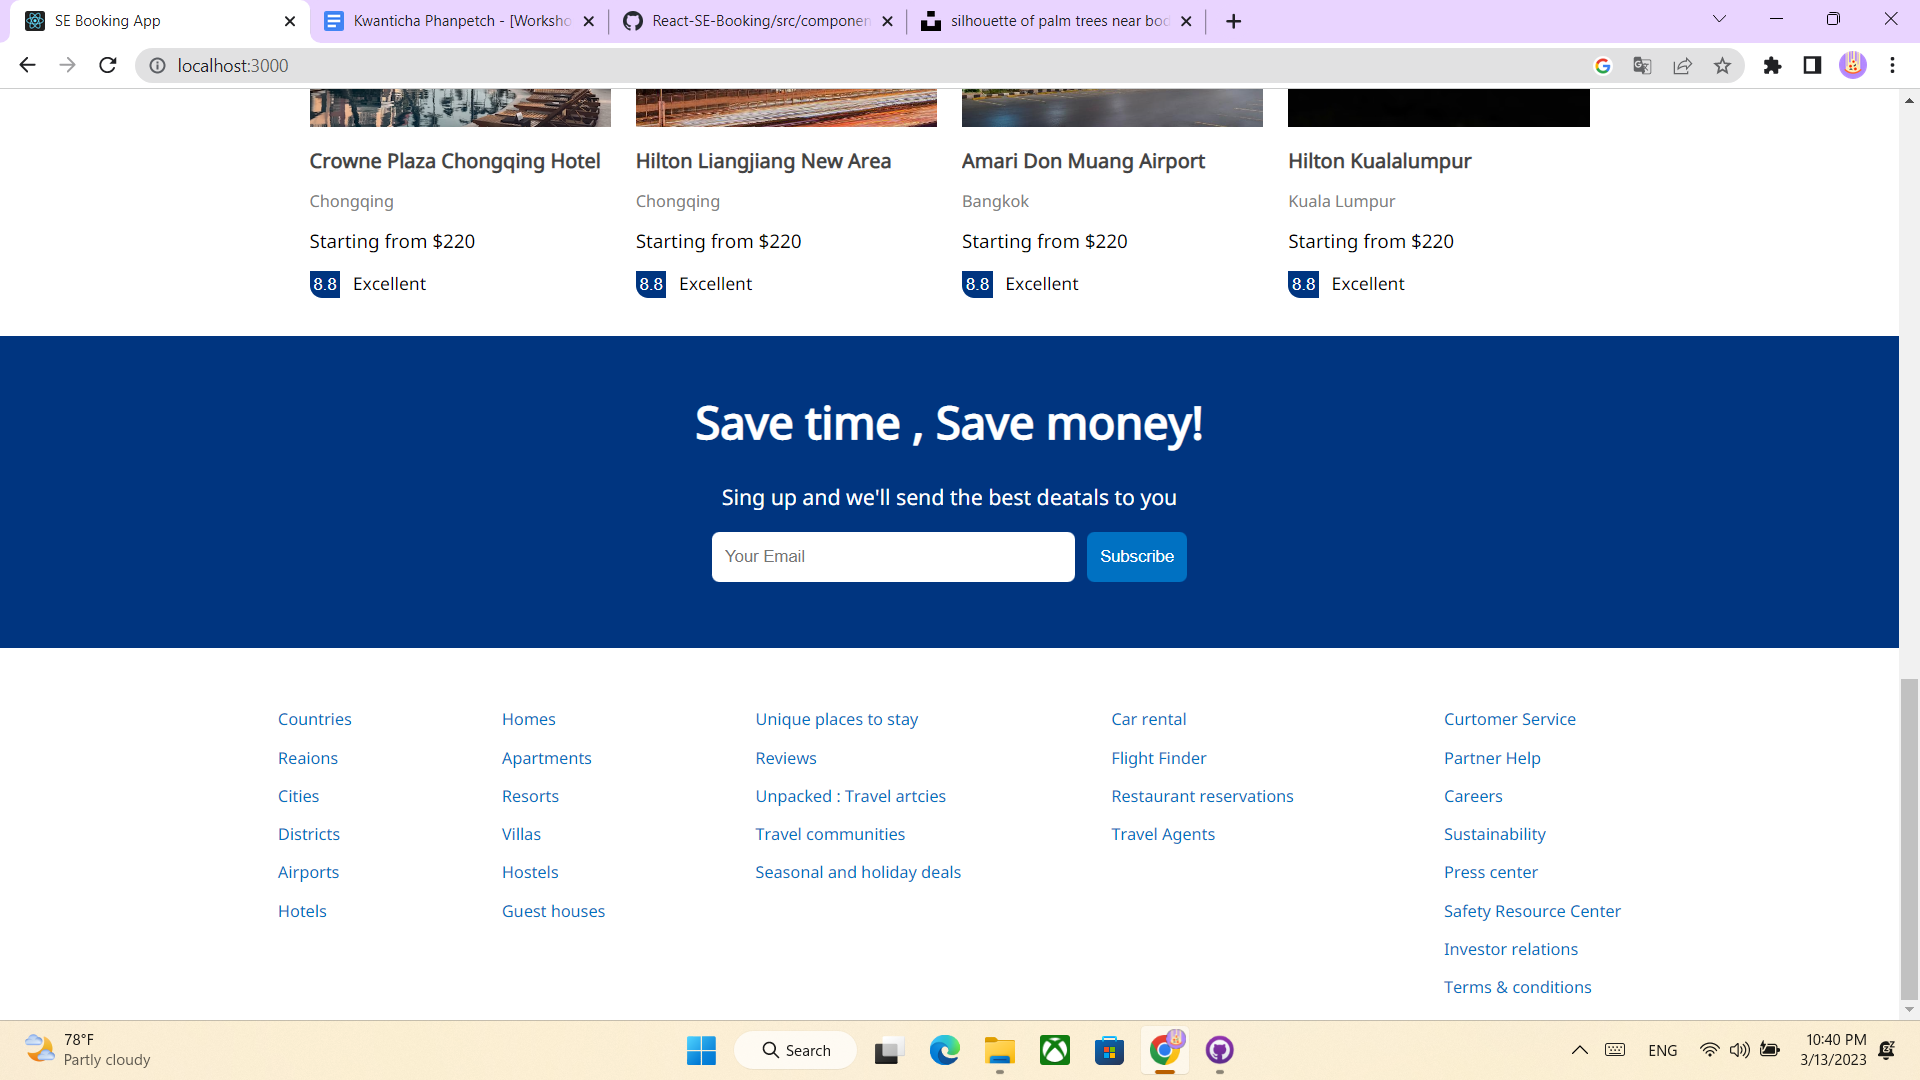 SE Booking App
Kwanticha Phanpetch - [Worksho
React-SE-Booking/src/componen
silhouette of palm trees near bod
localhost:3000
Crowne Plaza Chongqing Hotel
Chongqing
Starting from $220
8.8 Excellent
Hilton Liangjiang New Area
Chongqing
Starting from $220
8.8 Excellent
Amari Don Muang Airport
Bangkok
Starting from $220
8.8 Excellent
Hilton Kualalumpur
Kuala Lumpur
Starting from $220
8.8 Excellent
Save time , Save money!
Sing up and we'll send the best deatals to you
Your Email
Subscribe
Countries
Reaions
Cities
Districts
Airports
Hotels
Homes
Apartments
Resorts
Villas
Hostels
Guest houses
Unique places to stay
Reviews
Unpacked : Travel artcies
Travel communities
Seasonal and holiday deals
Car rental
Flight Finder
Restaurant reservations
Travel Agents
Curtomer Service
Partner Help
Careers
Sustainability
Press center
Safety Resource Center
Investor relations
Terms & conditions
78°F
Partly cloudy
Search
ENG
10:40 PM
3/13/2023